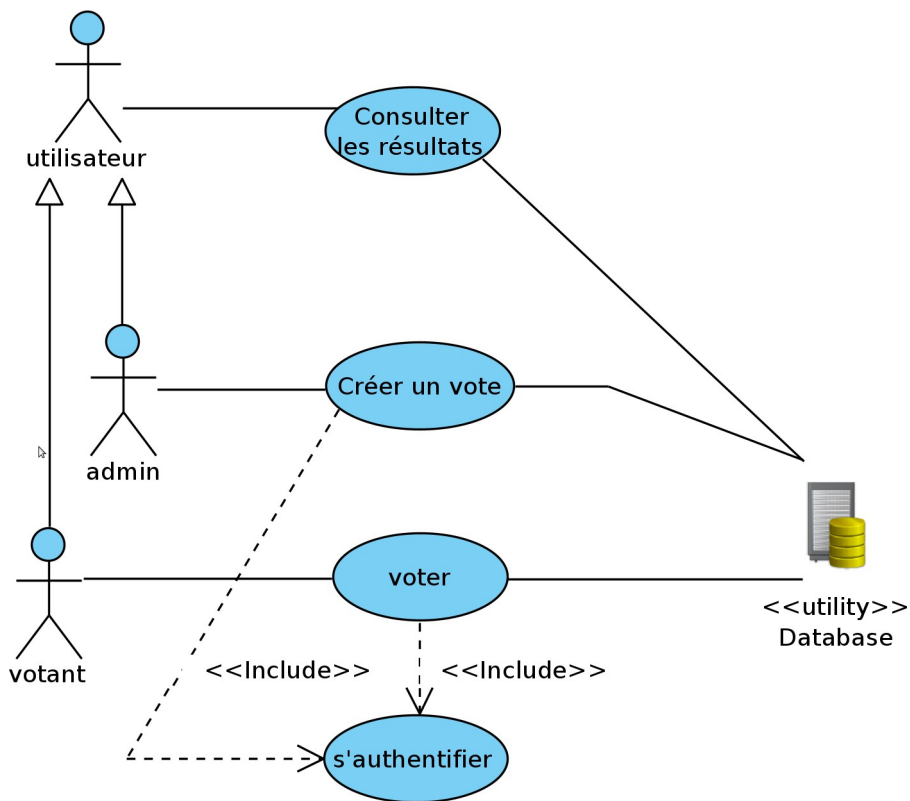 utilisateur
Consulter
les résultats
admin
Créer un vote
votant
voter
<<utility>>
Database
<<Include>>
<<Include>>
s'authentifier